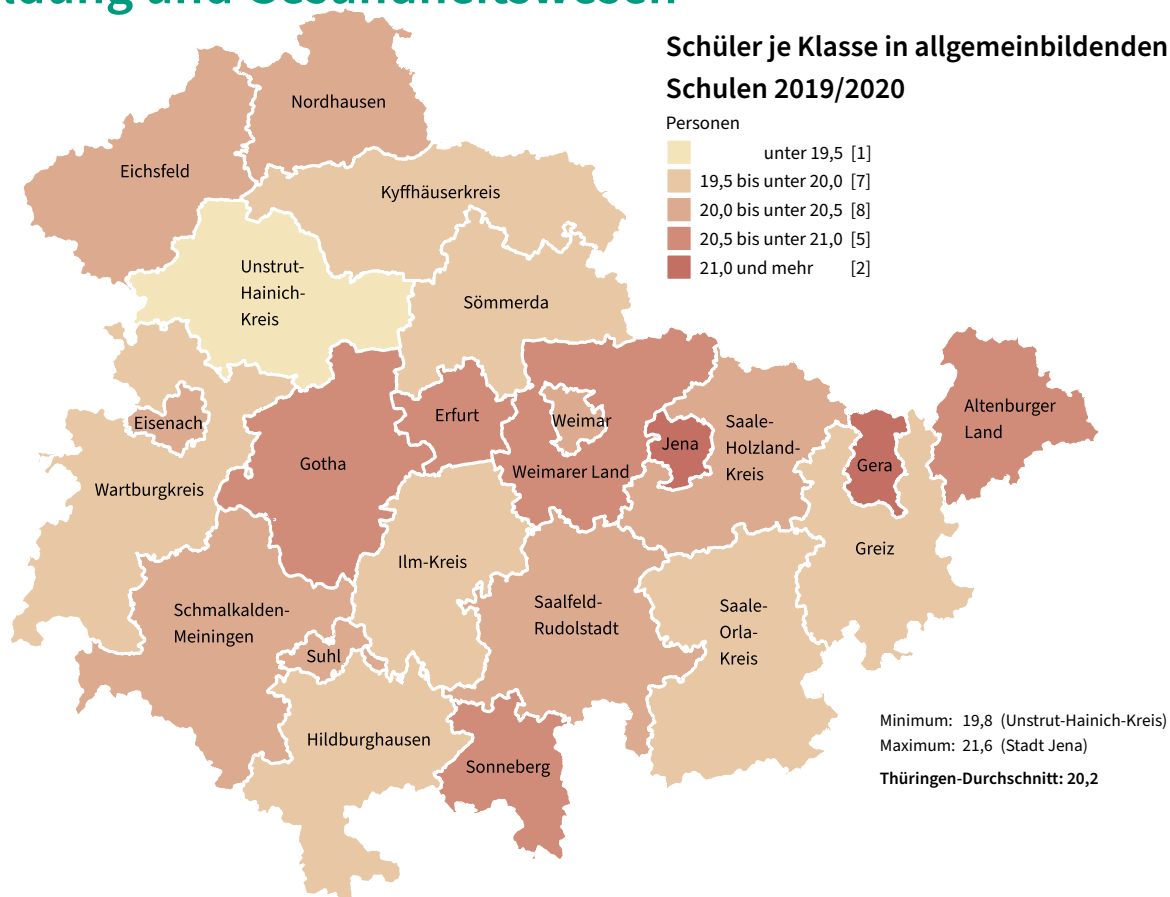 Schüler je Klasse in allgemeinbildenden
Schulen 2019/2020
Personen
unter 19,5 [1]
19,5 bis unter 20,0 [7]
20,0 bis unter 20,5 [8]
20,5 bis unter 21,0 [5]
21,0 und mehr [2]
Nordhausen
Eichsfeld
Kyffhäuserkreis
Unstrut-
Hainich-
Kreis
Sömmerda
Eisenach
Erfurt
Weimar
Jena
Saale-
Holzland-
Kreis
Gera
Altenburger
Land
Gotha
Weimarer Land
Wartburgkreis
Ilm-Kreis
Greiz
Schmalkalden-
Meiningen
Saalfeld-
Rudolstadt
Saale-
Orla-
Kreis
Suhl
Hildburghausen
Sonneberg
Minimum: 19,8 (Unstrut-Hainich-Kreis)
Maximum: 21,6 (Stadt Jena)
Thüringen-Durchschnitt: 20,2